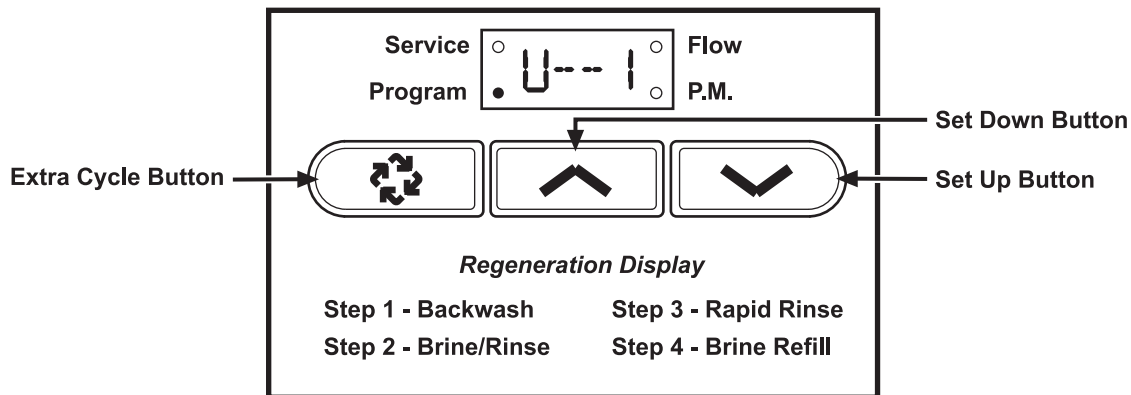 Service
U--- 1
Flow
Program
P.M.
Set Down Button
Extra Cycle Button
Set Up Button
Regeneration Display
Step 1 - Backwash
Step 3 - Rapid Rinse
Step 2 - Brine/Rinse
Step 4 - Brine Refill